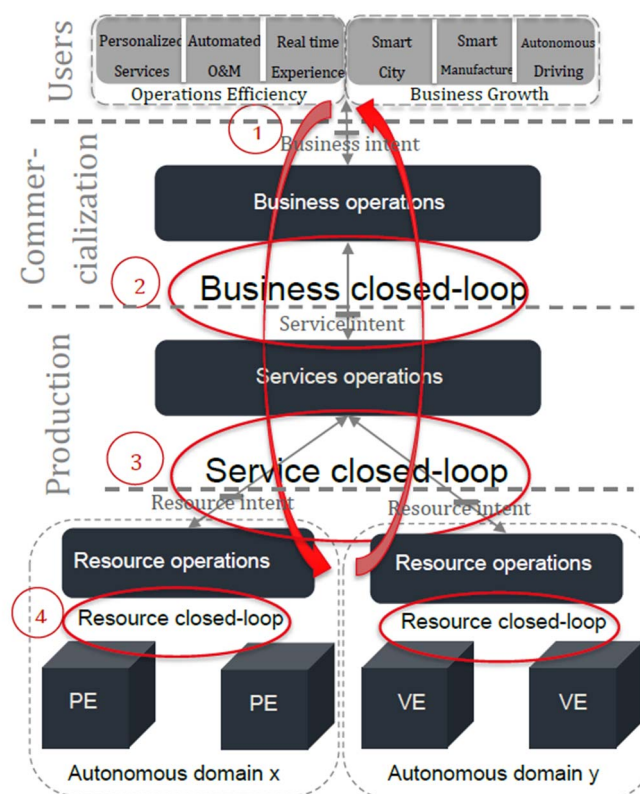 Users
Personalized Services
Automated O&M
Real time Experience
Smart City
Smart Manufacture
Autonomous Driving
Operations Efficiency
Business Growth
1
Business intent
Commer-
cialization
Business operations
2
Business closed-loop
Service intent
Production
Services operations
3
Service closed-loop
Resource intent
Resource intent
Resource operations
Resource operations
4
Resource closed-loop
Resource closed-loop
PE
PE
VE
VE
Autonomous domain x
Autonomous domain y